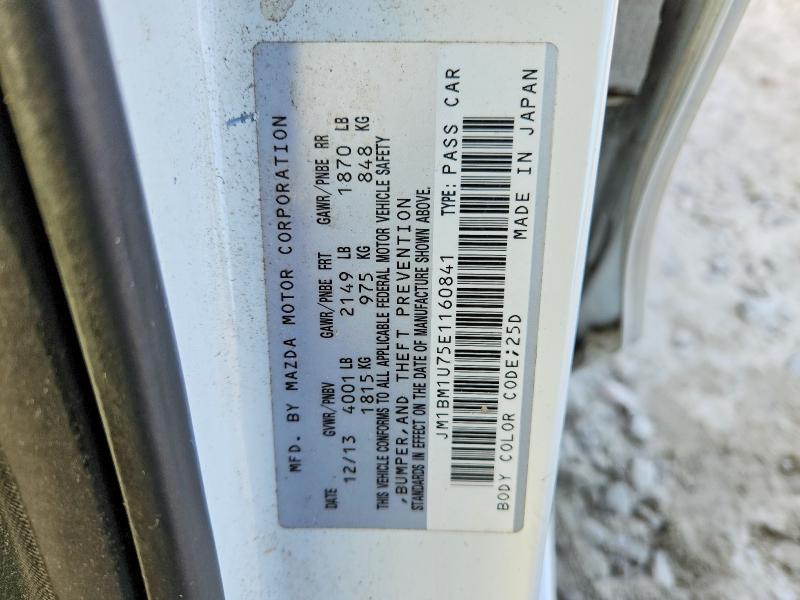 MFD. BY MAZDA MOTOR CORPORATION
DATE GVWR/PNBV GAWR/PNBE FRT GAWR/PNBE RR
12/13 4001 LB 2149 LB 1870 LB
1815 KG 975 KG 848 KG
THIS VEHICLE CONFORMS TO ALL APPLICABLE FEDERAL MOTOR VEHICLE SAFETY
,BUMPER, AND THEFT PREVENTION
STANDARDS IN EFFECT ON THE DATE OF MANUFACTURE SHOWN ABOVE.
JM1BM1U75E1160841 TYPE: PASS CAR
BODY COLOR CODE;25D MADE IN JAPAN